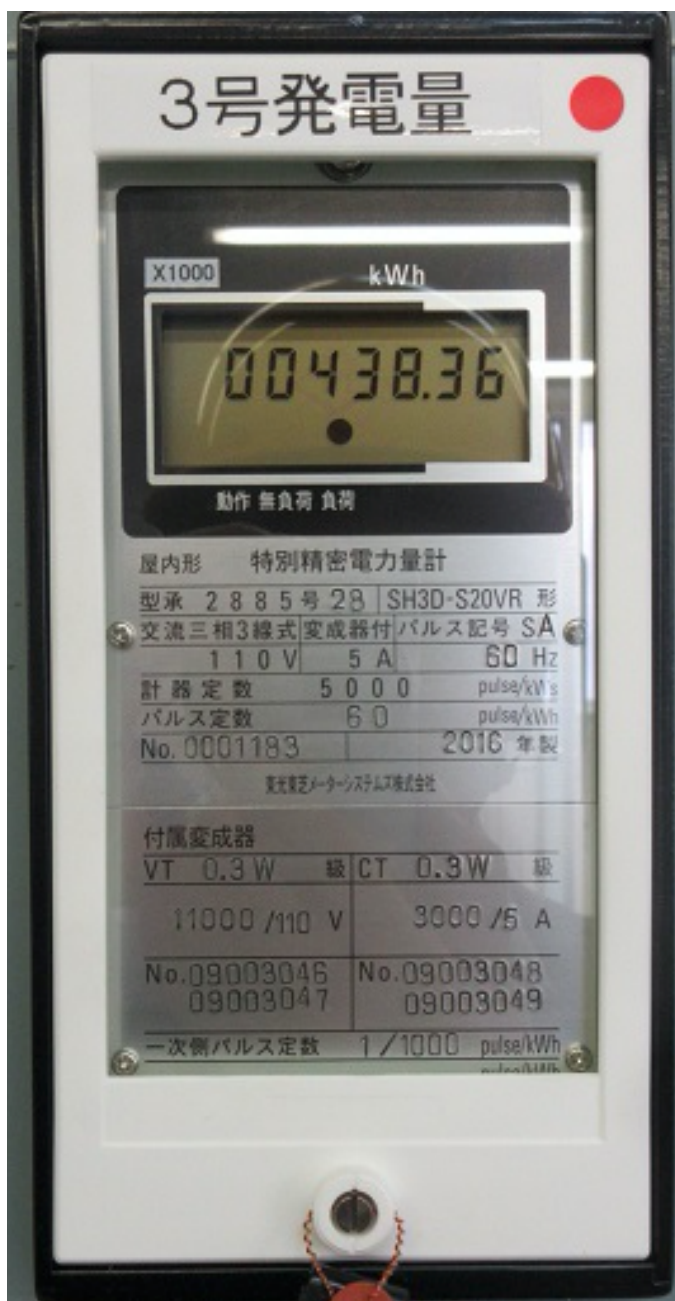 3号発電量
X1000
kWh
00438.36
動作 無負荷 負荷
屋内形 特別精密電力量計
型承 2885号28 SH3D-S20VR 形
交流三相3線式 変成器付 パルス記号 SA
110V 5A 60 Hz
計器定数 5000 pulse/kWs
パルス定数 60 pulse/kWh
No. 0001183 2016 年製
東光東芝メーターシステムズ株式会社
付属変成器
VT 0.3W 級 CT 0.3W 級
11000/110 V 3000/5 A
No.09003046 No.09003048
09003047 09003049
一次側パルス定数 1/1000 pulse/kWh
pulse/kWh